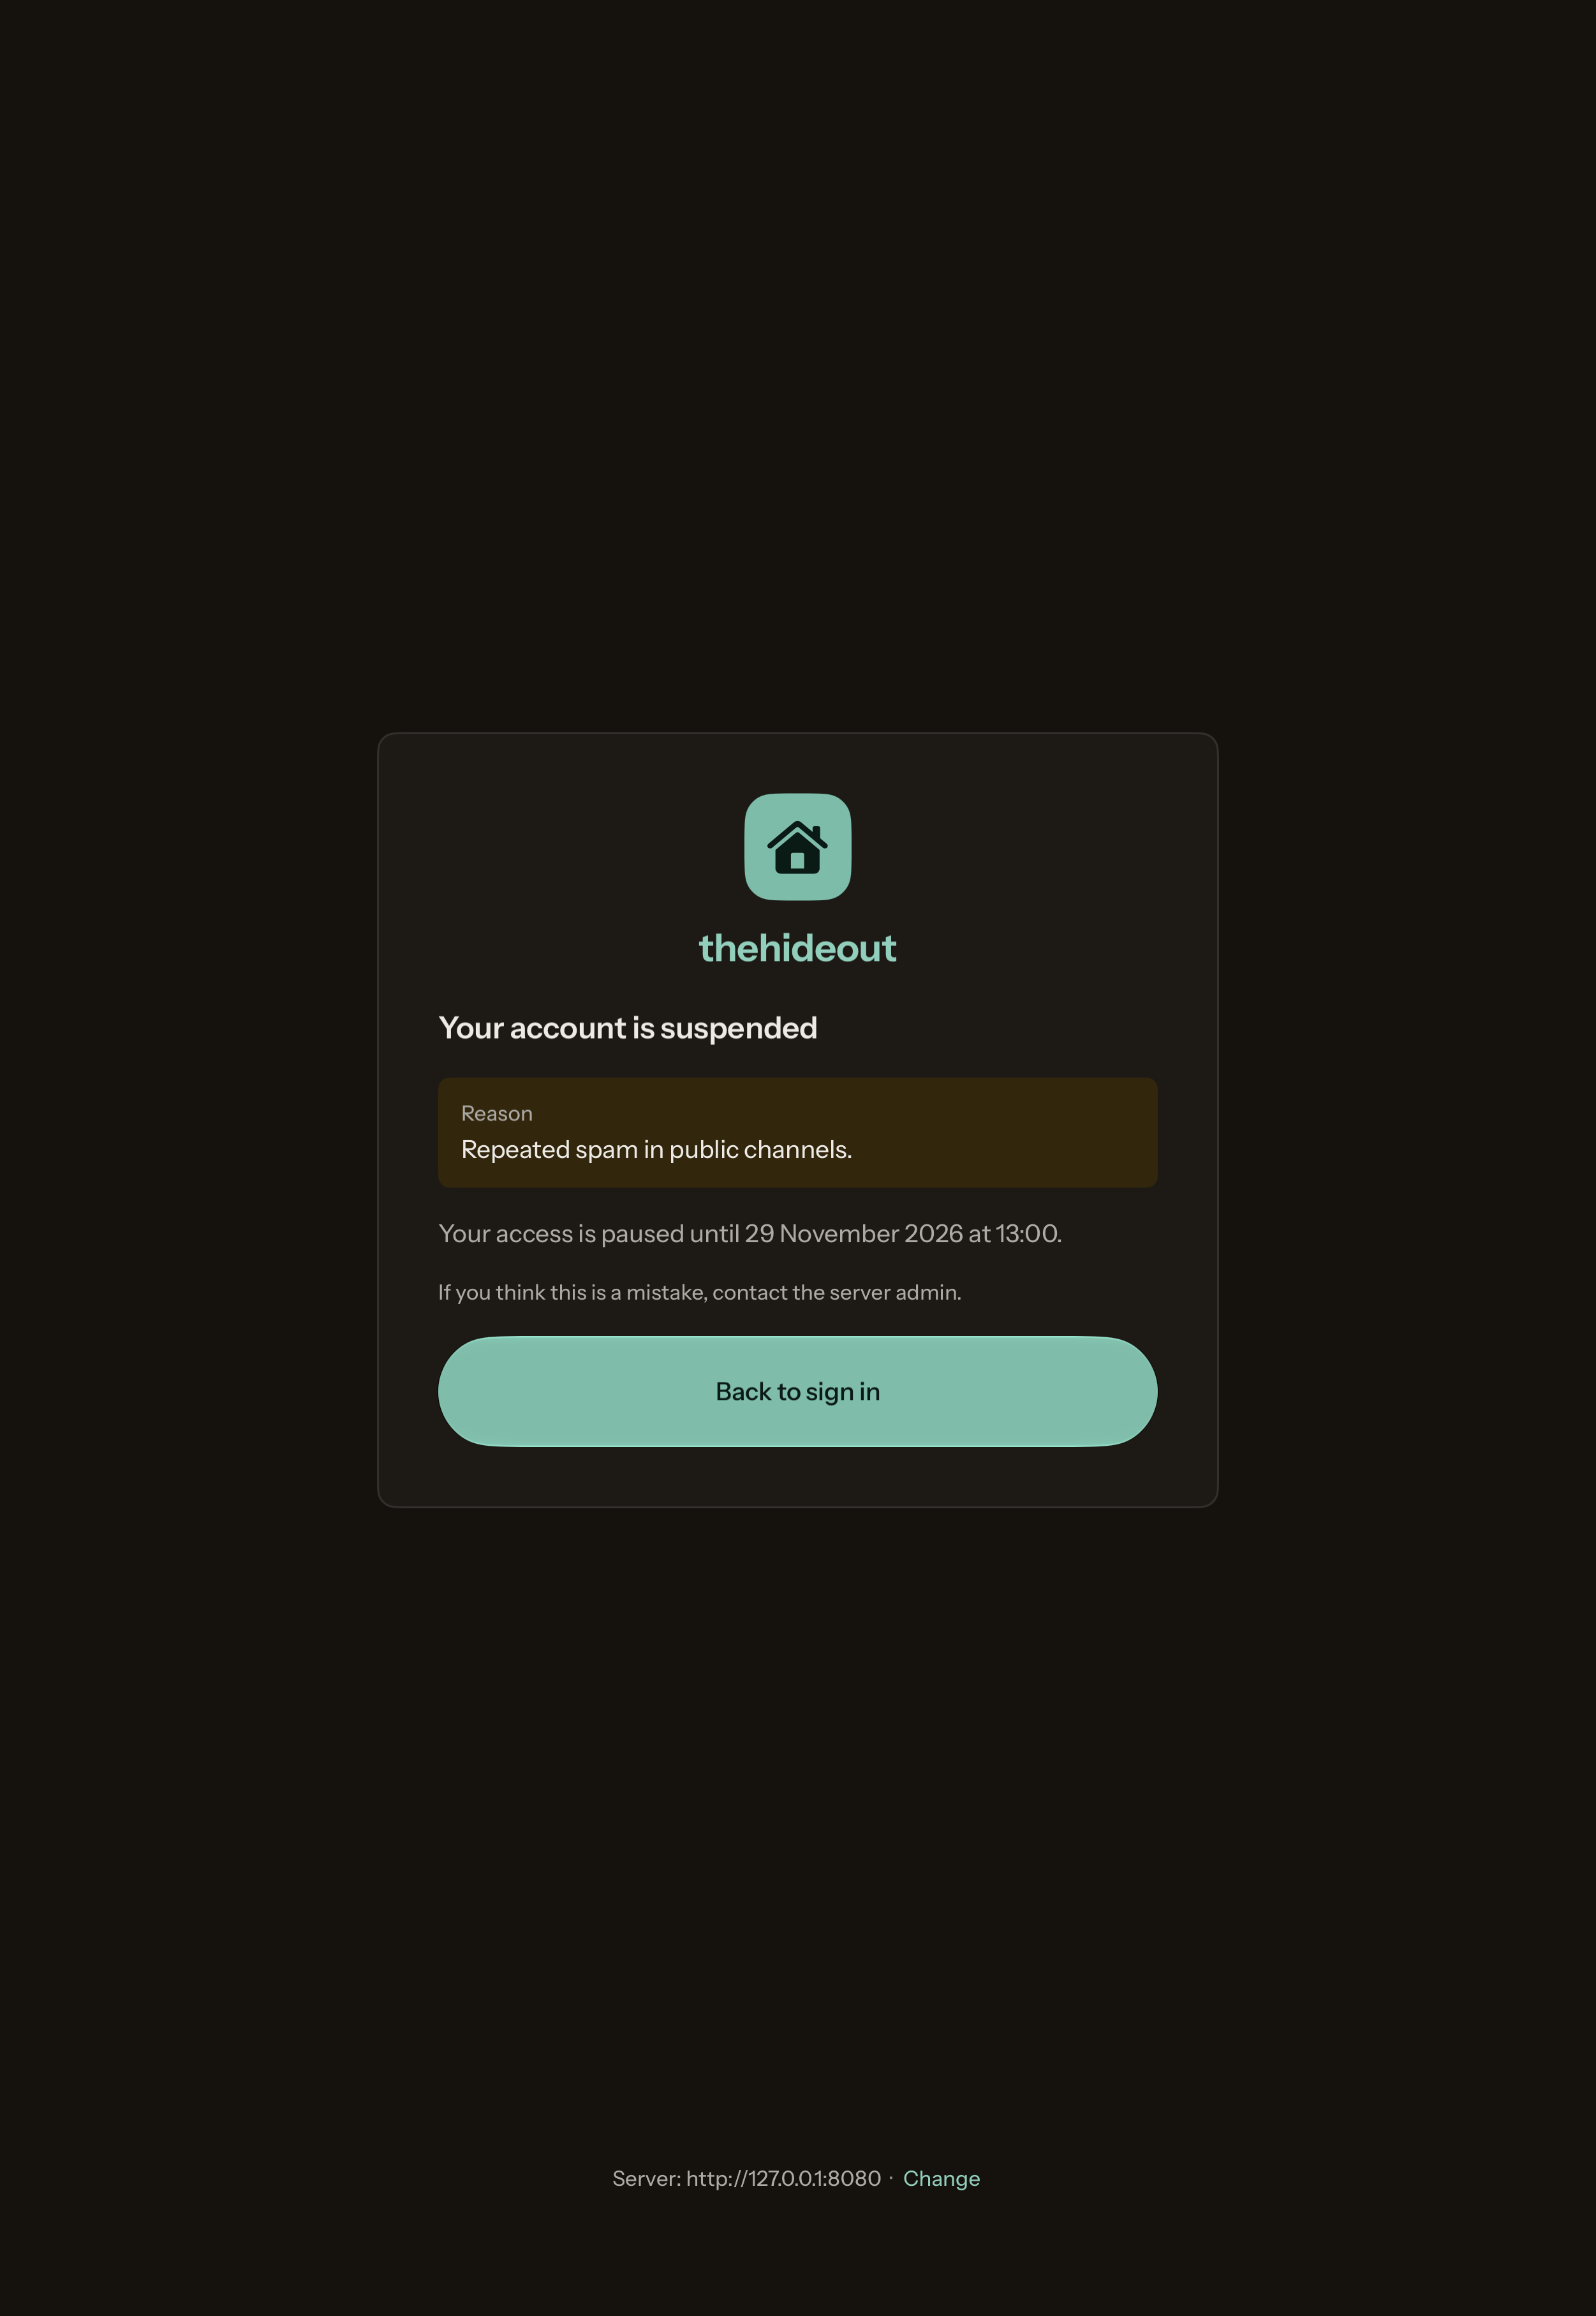 thehideout
Your account is suspended
Reason
Repeated spam in public channels.
Your access is paused until 29 November 2026 at 13:00.
If you think this is a mistake, contact the server admin.
Back to sign in
Server: http://127.0.0.1:8080 · Change